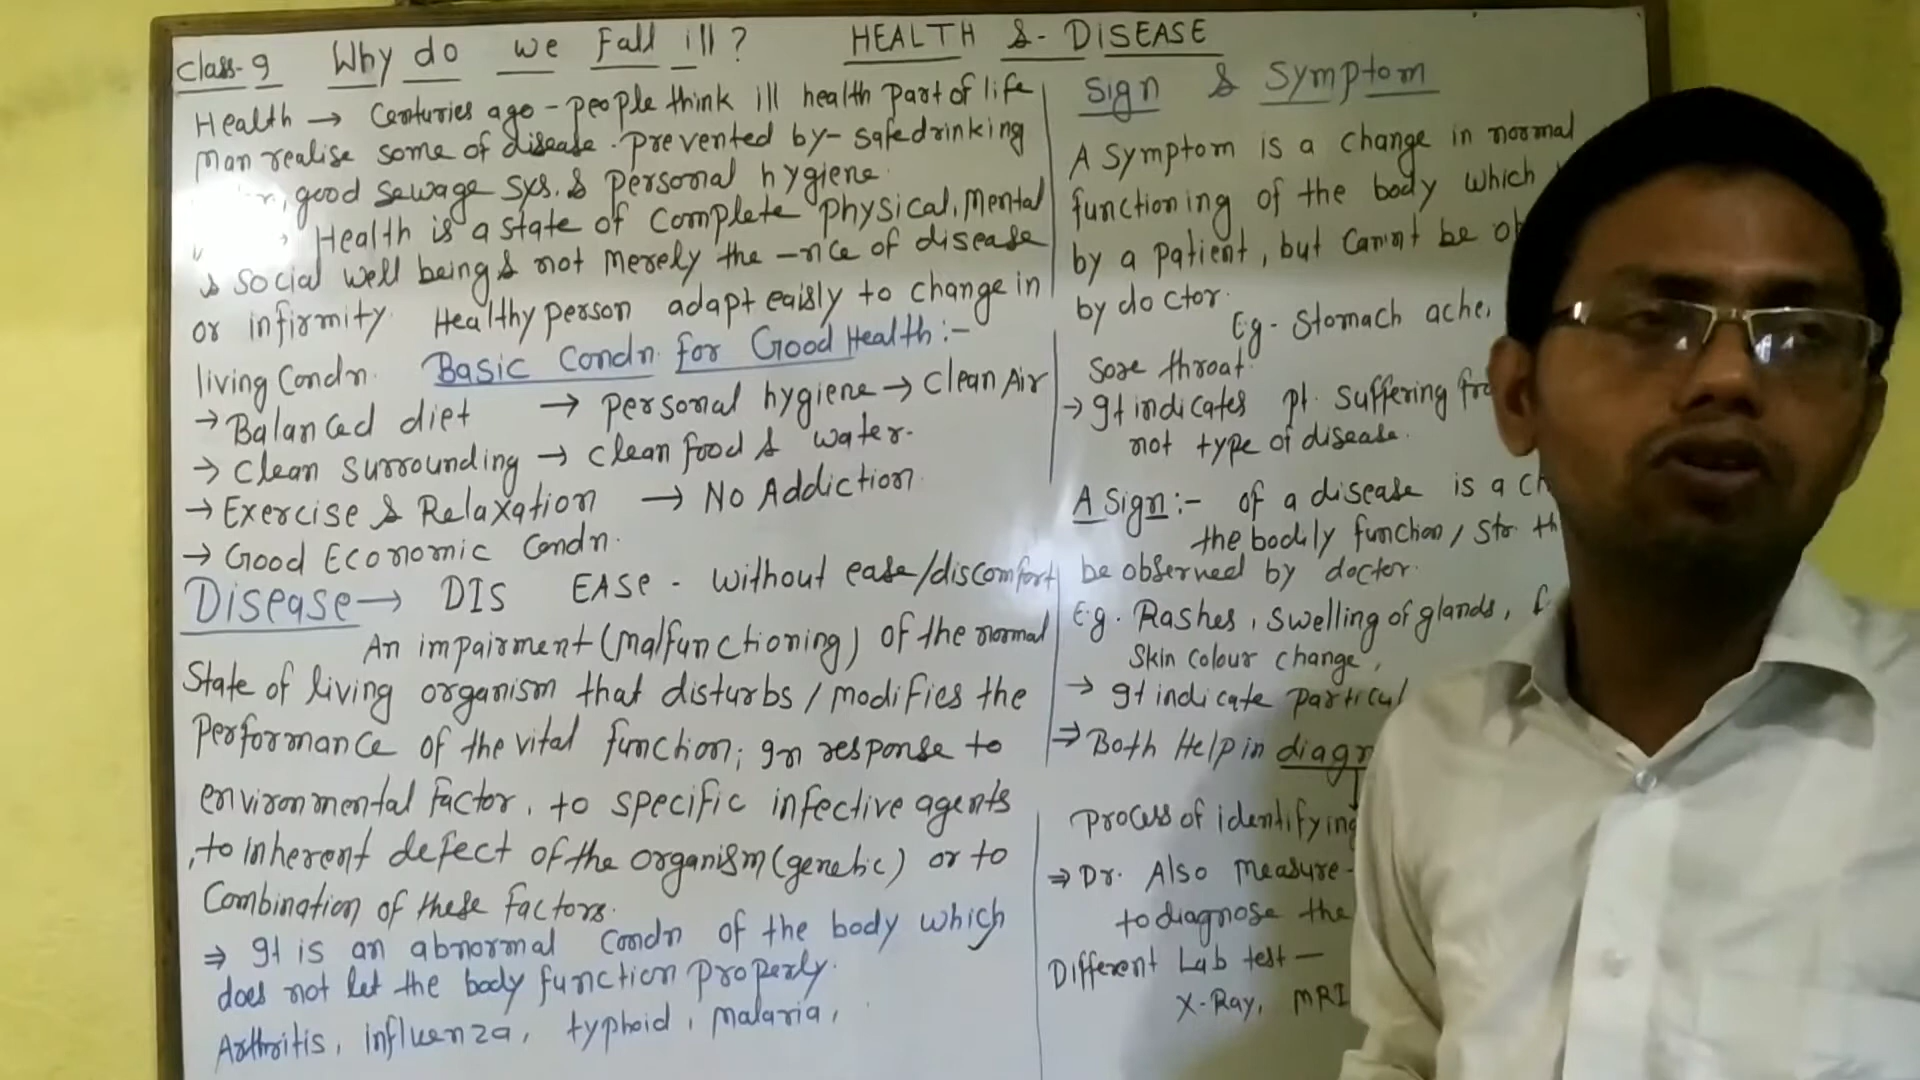 Class-9 Why do we Fall ill? HEALTH & DISEASE
Health → Centuries ago - people think ill health part of life
Man realise some of disease. prevented by- safe drinking
good sewage sys. & personal hygiene.
Health is a state of complete physical, Mental
& social well being & not merely the -nce of disease
or infirmity. Healthy person adapt eaisly to change in
living Condn. Basic Condn. for Good Health:-
→ Balanced diet → personal hygiene → Clean Air
→ Clean surrounding → clean food & water.
→ Exercise & Relaxation → No Addiction
→ Good Economic Condn.
Disease → DIS EASE - without ease/discomfort
An impairment (malfunctioning) of the normal
State of living organism that disturbs / modifies the
performance of the vital function; In response to
environmental factor, to specific infective agents
, to inherent defect of the organism (genetic) or to
Combination of these factors.
⇒ It is an abnormal Condn of the body which
does not let the body function properly.
Arthritis, influenza, typhoid, malaria,
Sign & Symptom
A Symptom is a change in normal
functioning of the body which
by a patient, but cannot be
by doctor.
Eg- Stomach ache,
Sore throat.
→ It indicates pt. suffering
not type of disease.
A Sign:- of a disease is a
the bodily function/ str.
be observed by doctor.
Eg. Rashes, swelling of glands,
Skin colour change,
→ It indicate
⇒ Both Help in
process of identifying
⇒ Dr. Also measure-
to diagnose the
Different Lab test —
X-Ray, MRI